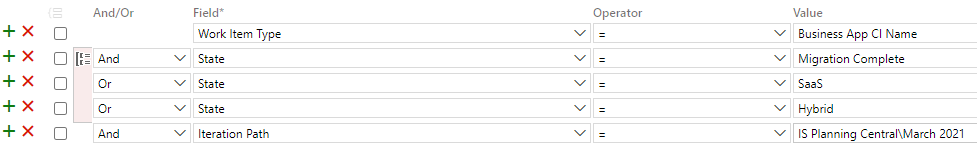 And/Or Field* Operator Value
Work Item Type = Business App CI Name
And State = Migration Complete
Or State = SaaS
Or State = Hybrid
And Iteration Path = IS Planning Central\March 2021